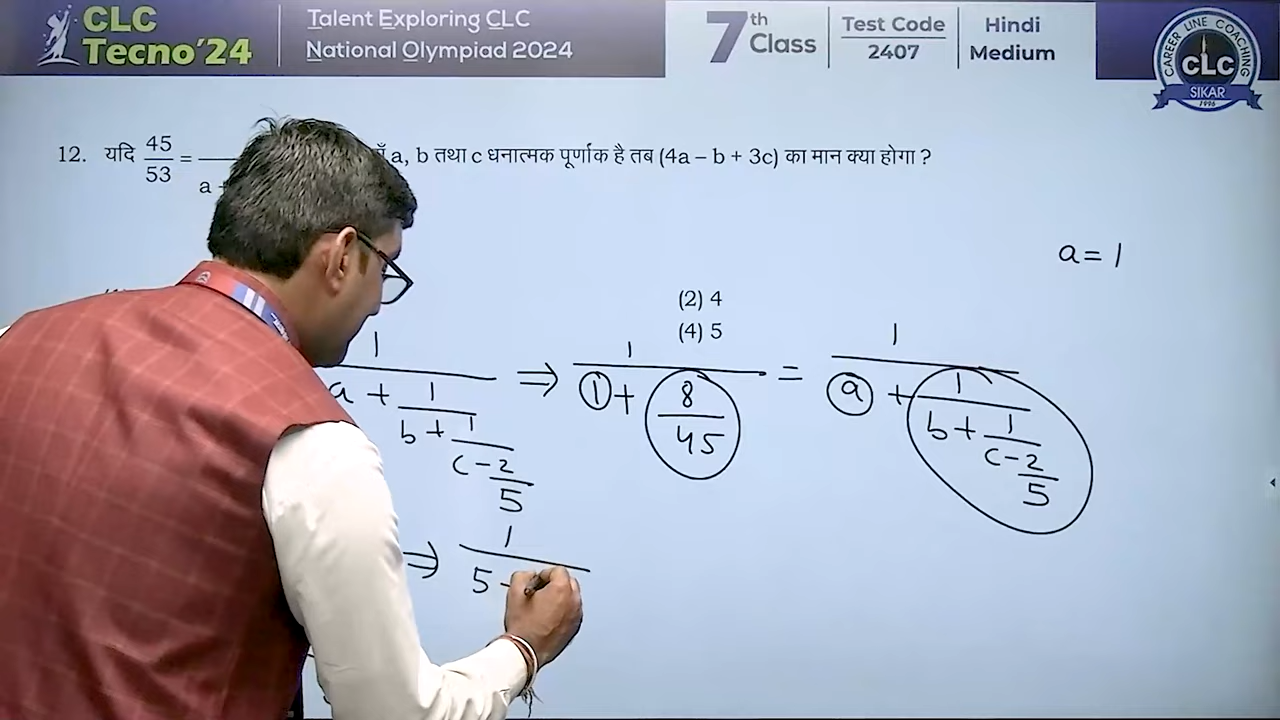 CLC
Tecno'24
Talent Exploring CLC
National Olympiad 2024
7th Class
Test Code
2407
Hindi
Medium
CAREER LINE COACHING
CLC
SIKAR
1996
12. यदि 45/53 = a, b तथा c धनात्मक पूर्णांक है तब (4a – b + 3c) का मान क्या होगा ?
a +
a = 1
(2) 4
(4) 5
1/(a + 1/(b + 1/(c - 2/5))) ⇒ 1/(1 + 8/45) = 1/(a + 1/(b + 1/(c - 2/5)))
⇒ 1/5